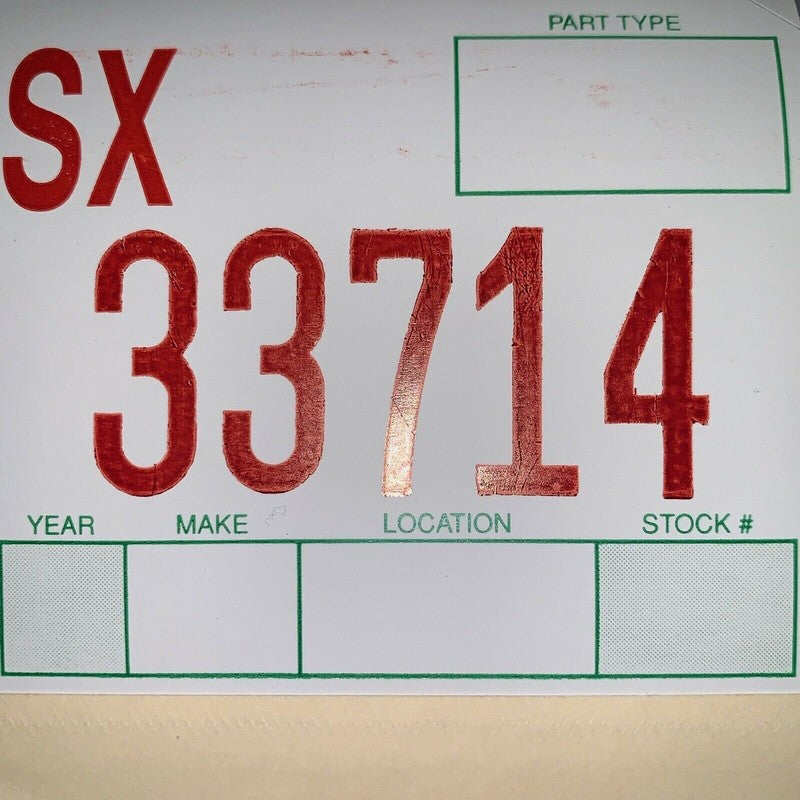 PART TYPE
SX
33714
YEAR MAKE LOCATION STOCK #